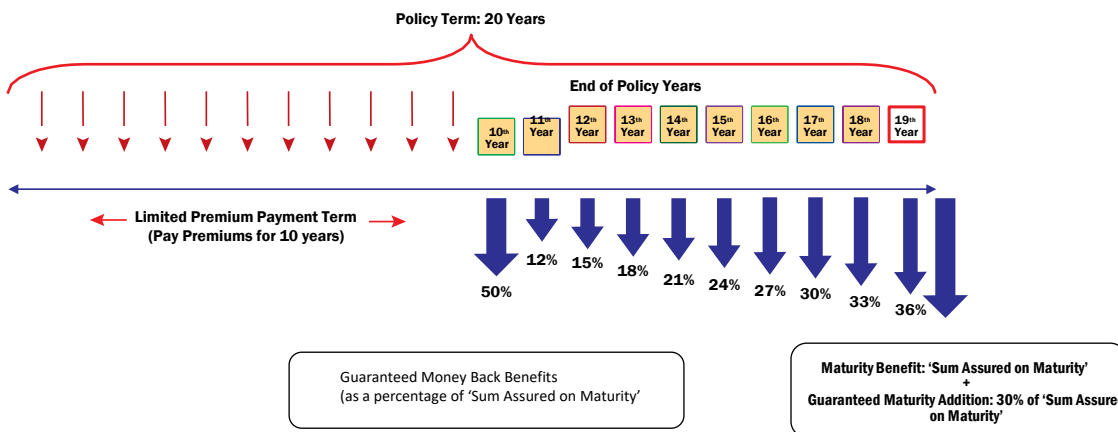 Policy Term: 20 Years
End of Policy Years
10th Year
11th Year
12th Year
13th Year
14th Year
15th Year
16th Year
17th Year
18th Year
19th Year
Limited Premium Payment Term
(Pay Premiums for 10 years)
50%
12%
15%
18%
21%
24%
27%
30%
33%
36%
Guaranteed Money Back Benefits
(as a percentage of ‘Sum Assured on Maturity’
Maturity Benefit: ‘Sum Assured on Maturity’
+
Guaranteed Maturity Addition: 30% of ‘Sum Assure
on Maturity’